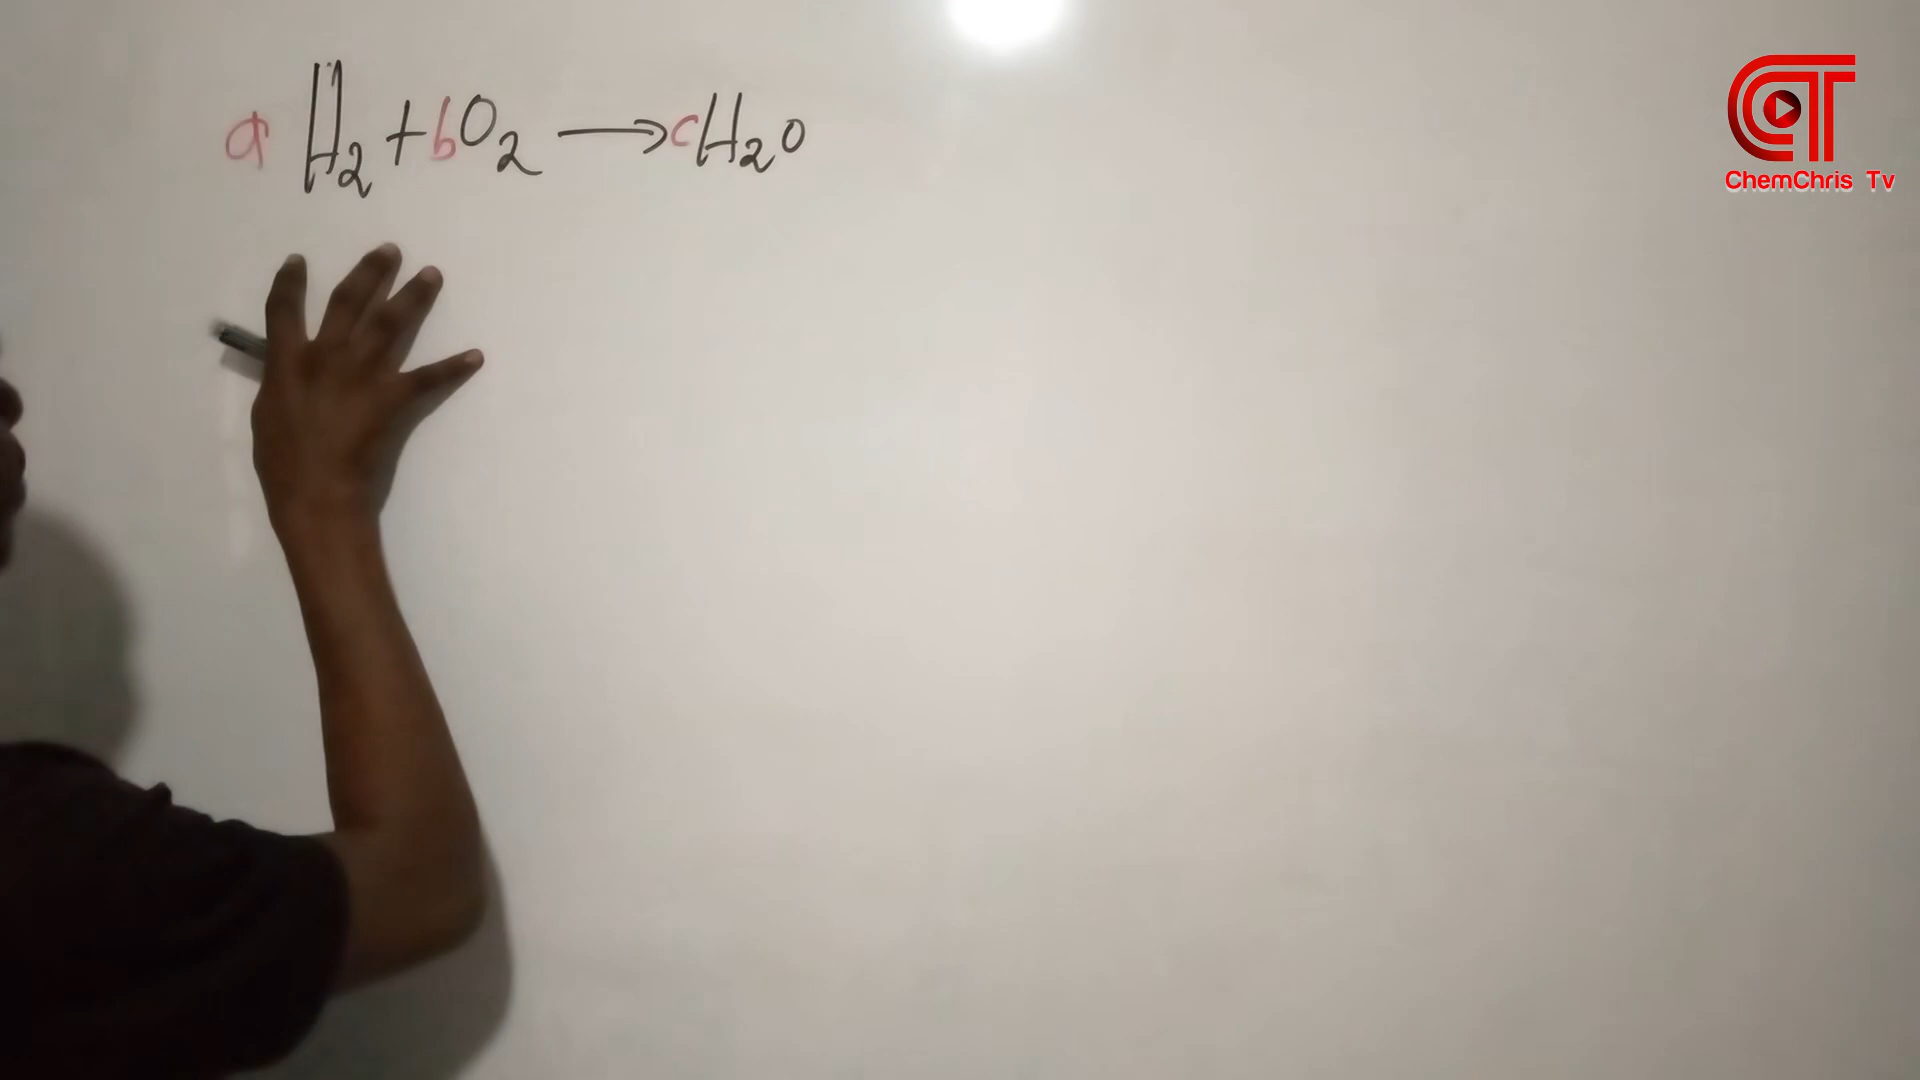 a H₂ + bO₂ → cH₂O
ChemChris Tv